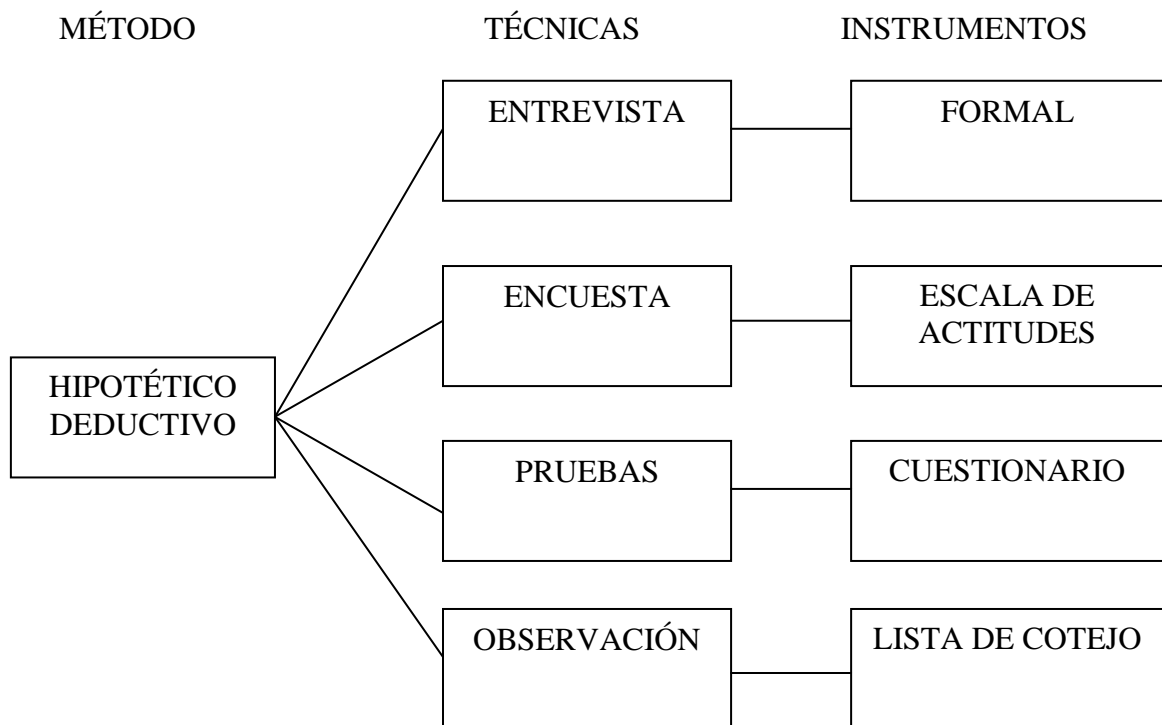 MÉTODO TÉCNICAS INSTRUMENTOS
ENTREVISTA FORMAL
ENCUESTA ESCALA DE
ACTITUDES
HIPOTÉTICO
DEDUCTIVO
PRUEBAS CUESTIONARIO
OBSERVACIÓN LISTA DE COTEJO